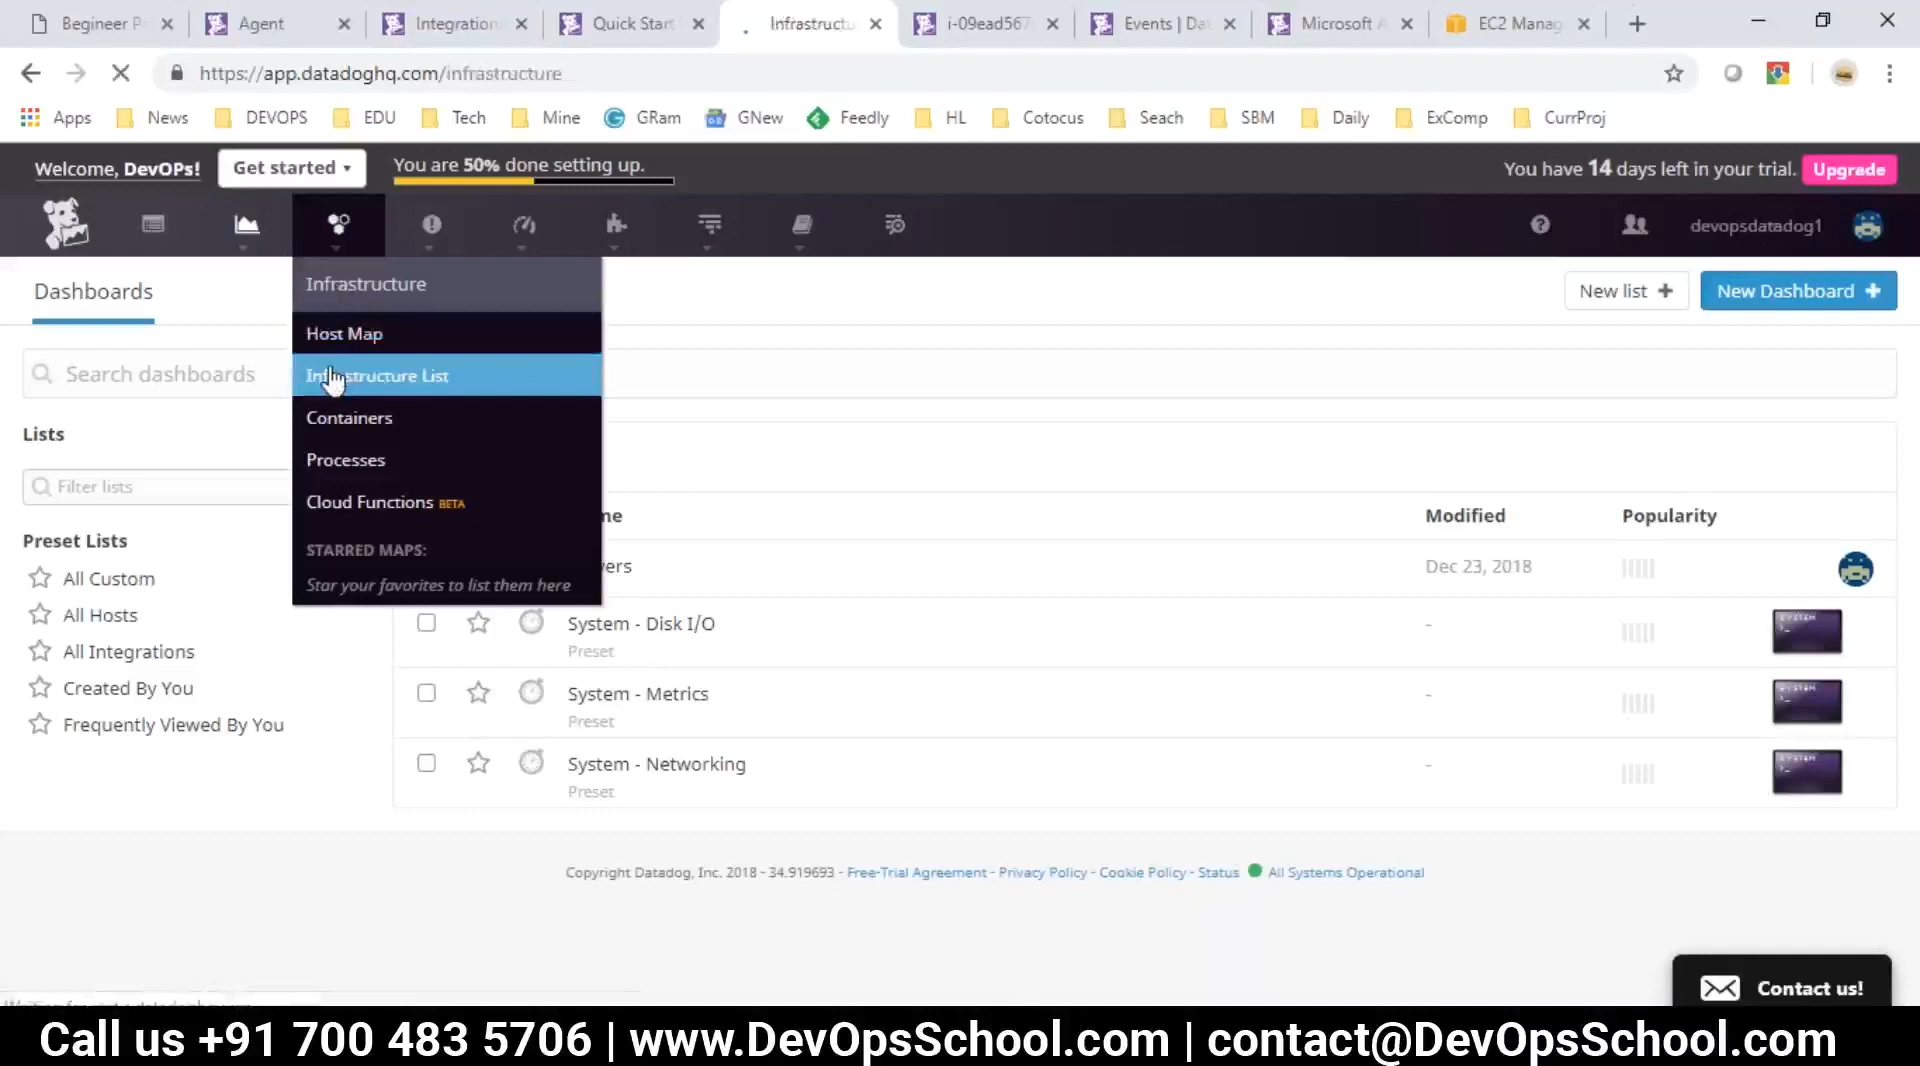 Begineer P
Agent
Integration
Quick Start
Infrastructu
i-09ead567
Events | Da
Microsoft A
EC2 Manag
https://app.datadoghq.com/infrastructure
Apps
News
DEVOPS
EDU
Tech
Mine
GRam
GNew
Feedly
HL
Cotocus
Seach
SBM
Daily
ExComp
CurrProj
Welcome, DevOPs!
Get started
You are 50% done setting up.
You have 14 days left in your trial.
Upgrade
devopsdatadog1
Dashboards
New list +
New Dashboard +
Infrastructure
Host Map
Infrastructure List
Containers
Processes
Cloud Functions BETA
STARRED MAPS:
Star your favorites to list them here
Search dashboards
Lists
Filter lists
Preset Lists
All Custom
All Hosts
All Integrations
Created By You
Frequently Viewed By You
me
Modified
Popularity
vers
Dec 23, 2018
System - Disk I/O
-
Preset
System - Metrics
-
Preset
System - Networking
-
Preset
Copyright Datadog, Inc. 2018 - 34.919693 - Free-Trial Agreement - Privacy Policy - Cookie Policy - Status All Systems Operational
Contact us!
Call us +91 700 483 5706 | www.DevOpsSchool.com | contact@DevOpsSchool.com